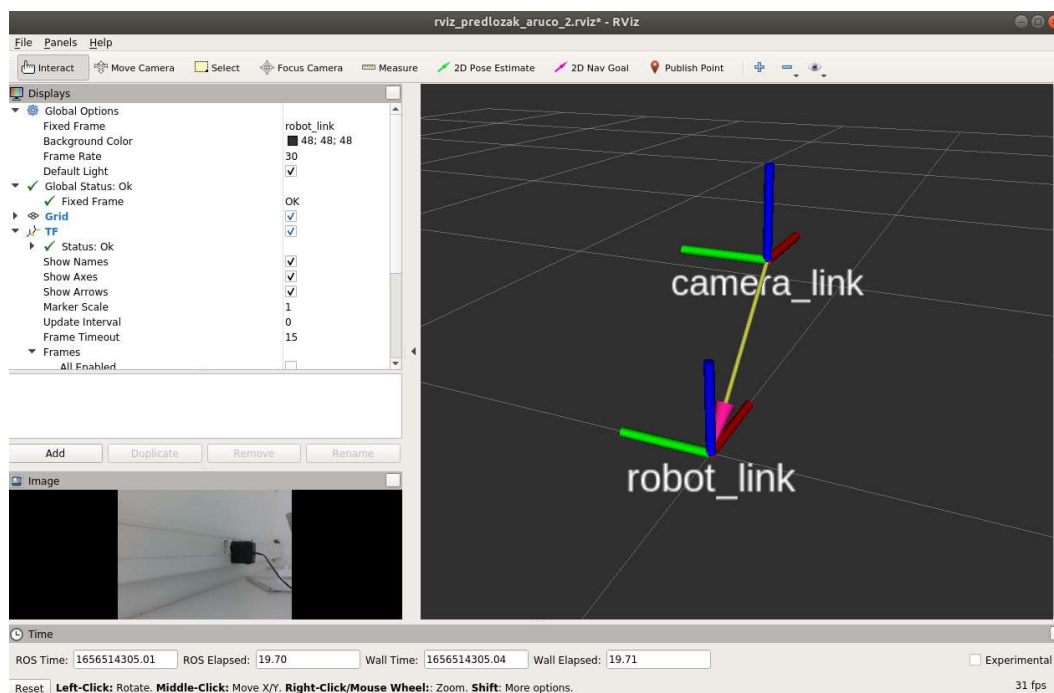 rviz_predlozak_aruco_2.rviz* - RViz
File Panels Help
Interact Move Camera Select Focus Camera Measure 2D Pose Estimate 2D Nav Goal Publish Point
Displays
Global Options
Fixed Frame robot_link
Background Color 48; 48; 48
Frame Rate 30
Default Light
Global Status: Ok
Fixed Frame OK
Grid
TF
Status: Ok
Show Names
Show Axes
Show Arrows
Marker Scale 1
Update Interval 0
Frame Timeout 15
Frames
All Enabled
Add Duplicate Remove Rename
Image
camera_link
robot_link
Time
ROS Time: 1656514305.01 ROS Elapsed: 19.70 Wall Time: 1656514305.04 Wall Elapsed: 19.71 Experimental
Reset Left-Click: Rotate. Middle-Click: Move X/Y. Right-Click/Mouse Wheel:: Zoom. Shift: More options. 31 fps